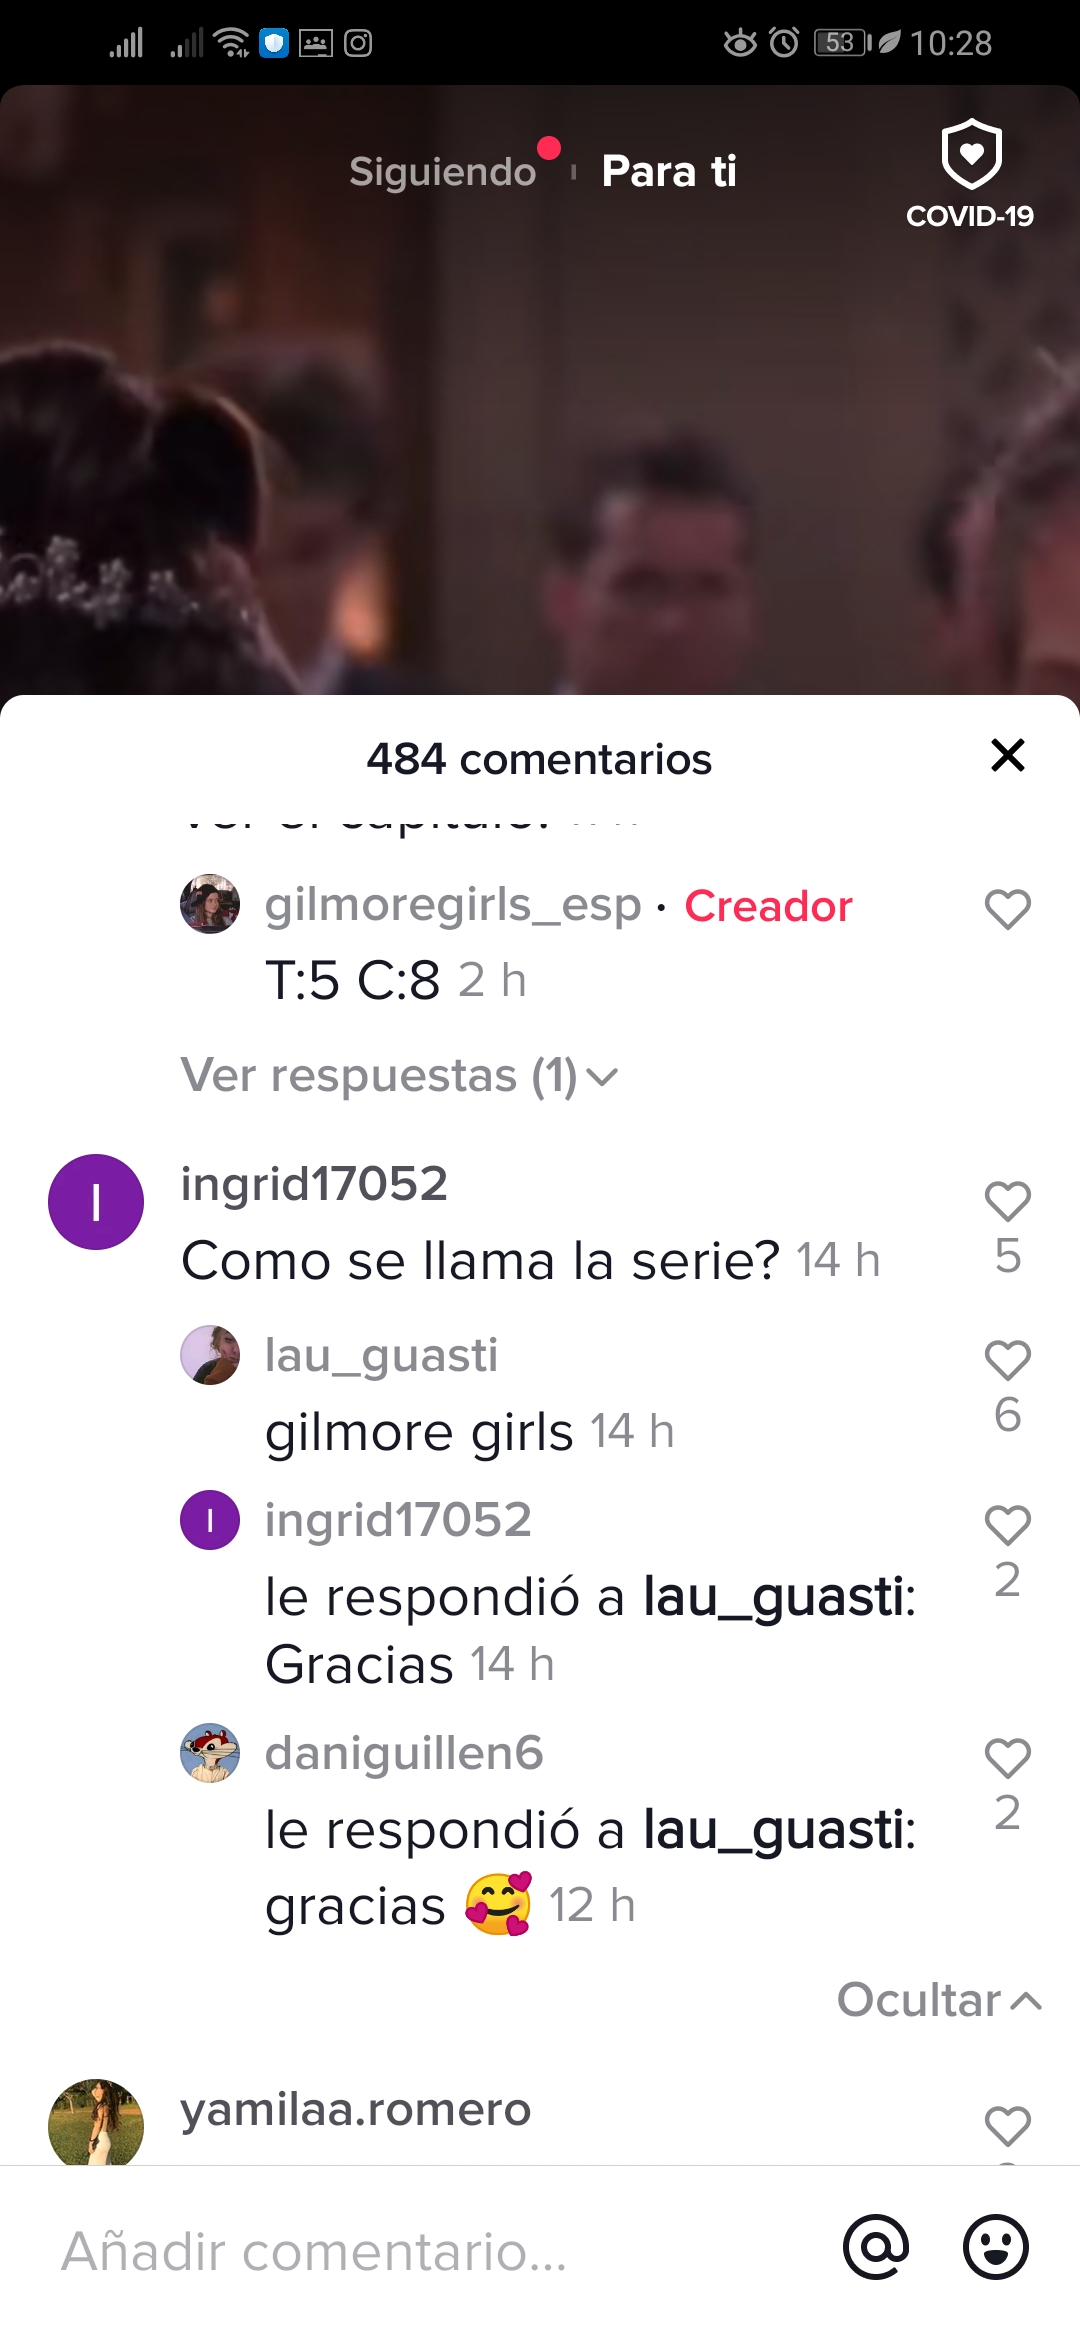 53 10:28
Siguiendo Para ti
COVID-19
484 comentarios
gilmoregirls_esp · Creador
T:5 C:8 2 h
Ver respuestas (1)
I
ingrid17052
Como se llama la serie? 14 h
5
lau_guasti
gilmore girls 14 h
6
I
ingrid17052
le respondió a lau_guasti:
2
Gracias 14 h
daniguillen6
le respondió a lau_guasti:
2
gracias 🥰 12 h
Ocultar
yamilaa.romero
Añadir comentario...